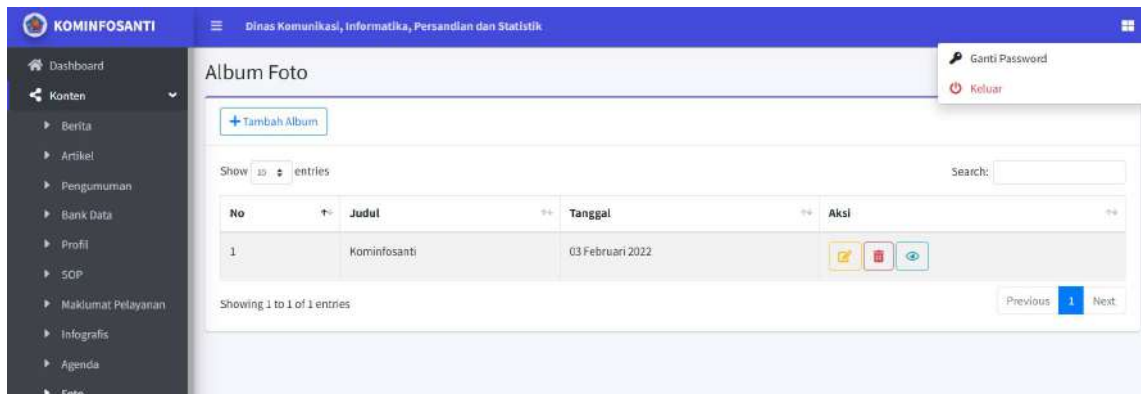 KOMINFOSANTI
Dinas Komunikasi, Informatika, Persandian dan Statistik
Ganti Password
Keluar
Dashboard
Konten
Berita
Artikel
Pengumuman
Bank Data
Profil
SOP
Maklumat Pelayanan
Infografis
Agenda
Foto
Album Foto
+ Tambah Album
Show 10 entries
Search:
No Judul Tanggal Aksi
1 Kominfosanti 03 Februari 2022
Showing 1 to 1 of 1 entries
Previous 1 Next